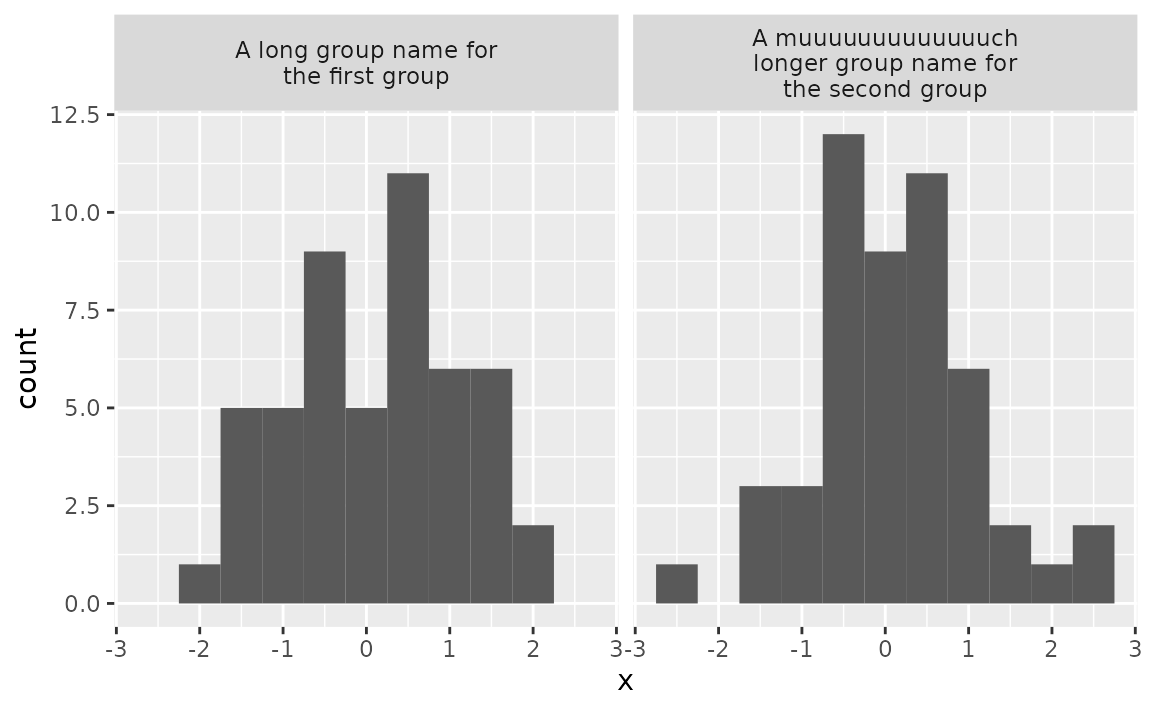 A long group name for
the first group
A muuuuuuuuuuuuuch
longer group name for
the second group
12.5
10.0
7.5
5.0
2.5
0.0
count
-3 -2 -1 0 1 2 3
-3 -2 -1 0 1 2 3
x